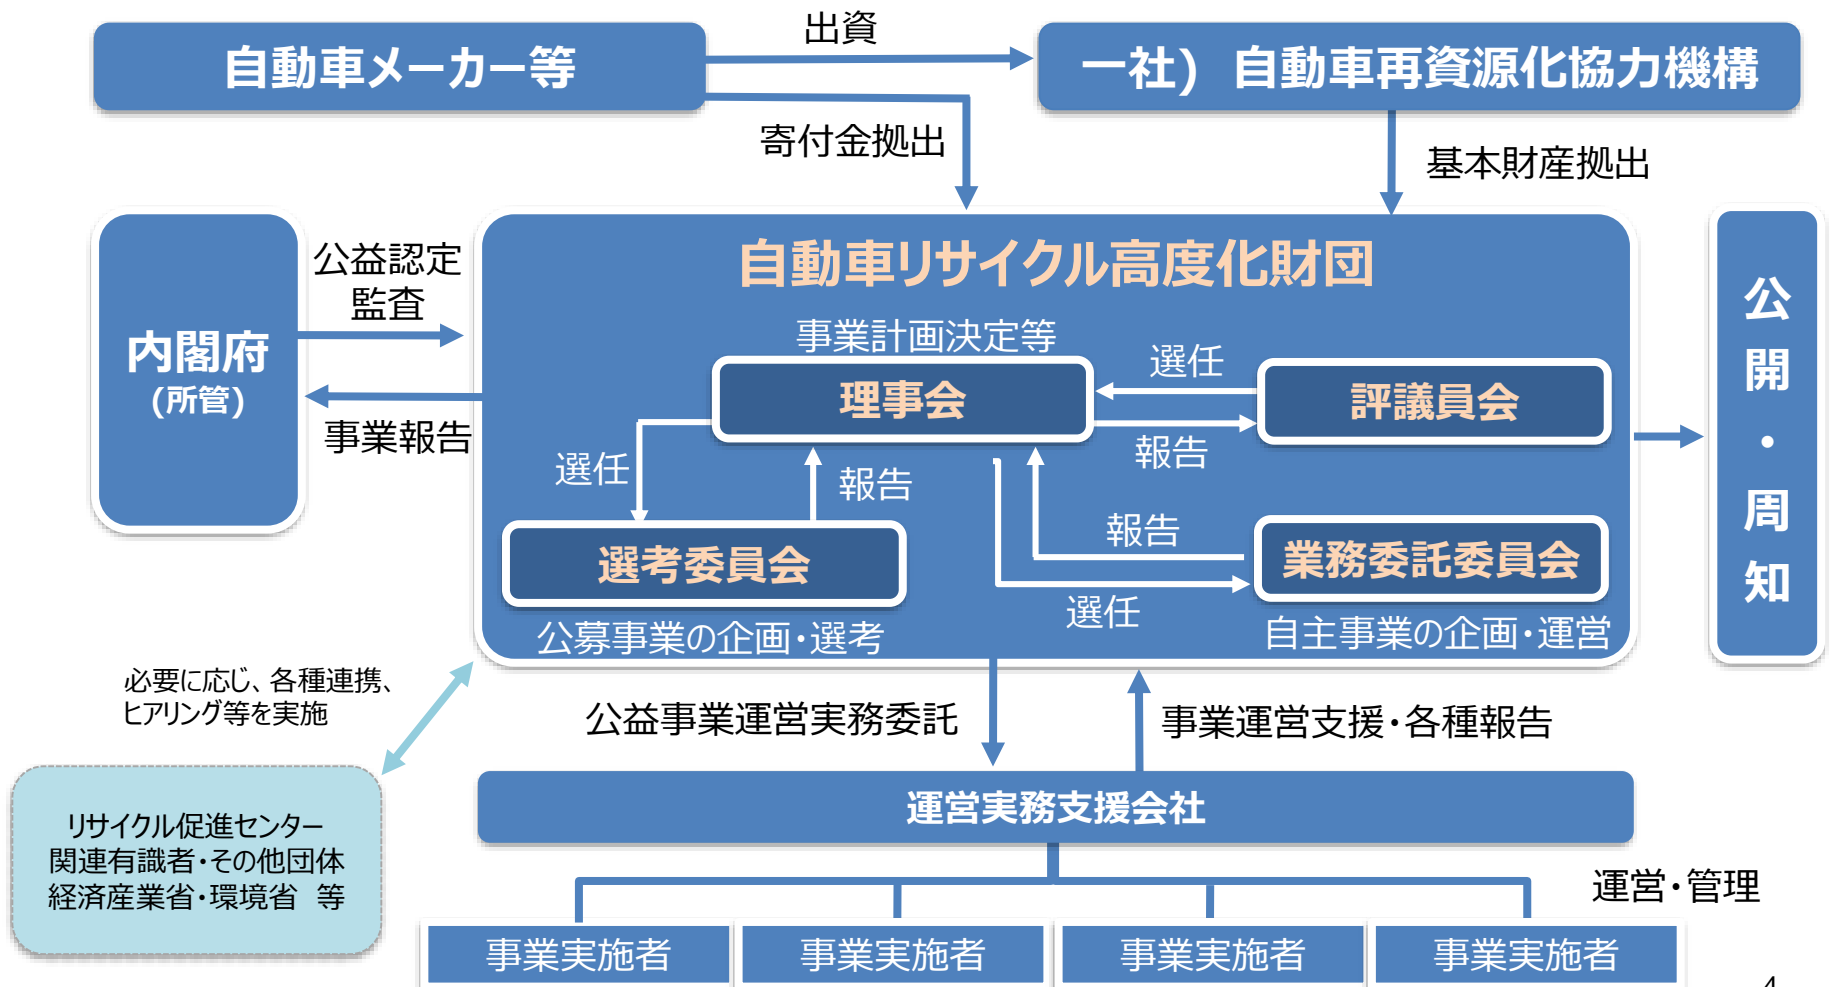 自動車メーカー等
出資
一社）自動車再資源化協力機構
寄付金拠出
基本財産拠出
内閣府
(所管)
公益認定
監査
事業報告
自動車リサイクル高度化財団
事業計画決定等
理事会
選任
評議員会
報告
選任
報告
選考委員会
公募事業の企画・選考
報告
選任
業務委託委員会
自主事業の企画・運営
公開・周知
必要に応じ、各種連携、
ヒアリング等を実施
公益事業運営実務委託
事業運営支援・各種報告
運営実務支援会社
リサイクル促進センター
関連有識者・その他団体
経済産業省・環境省　等
運営・管理
事業実施者
事業実施者
事業実施者
事業実施者
4